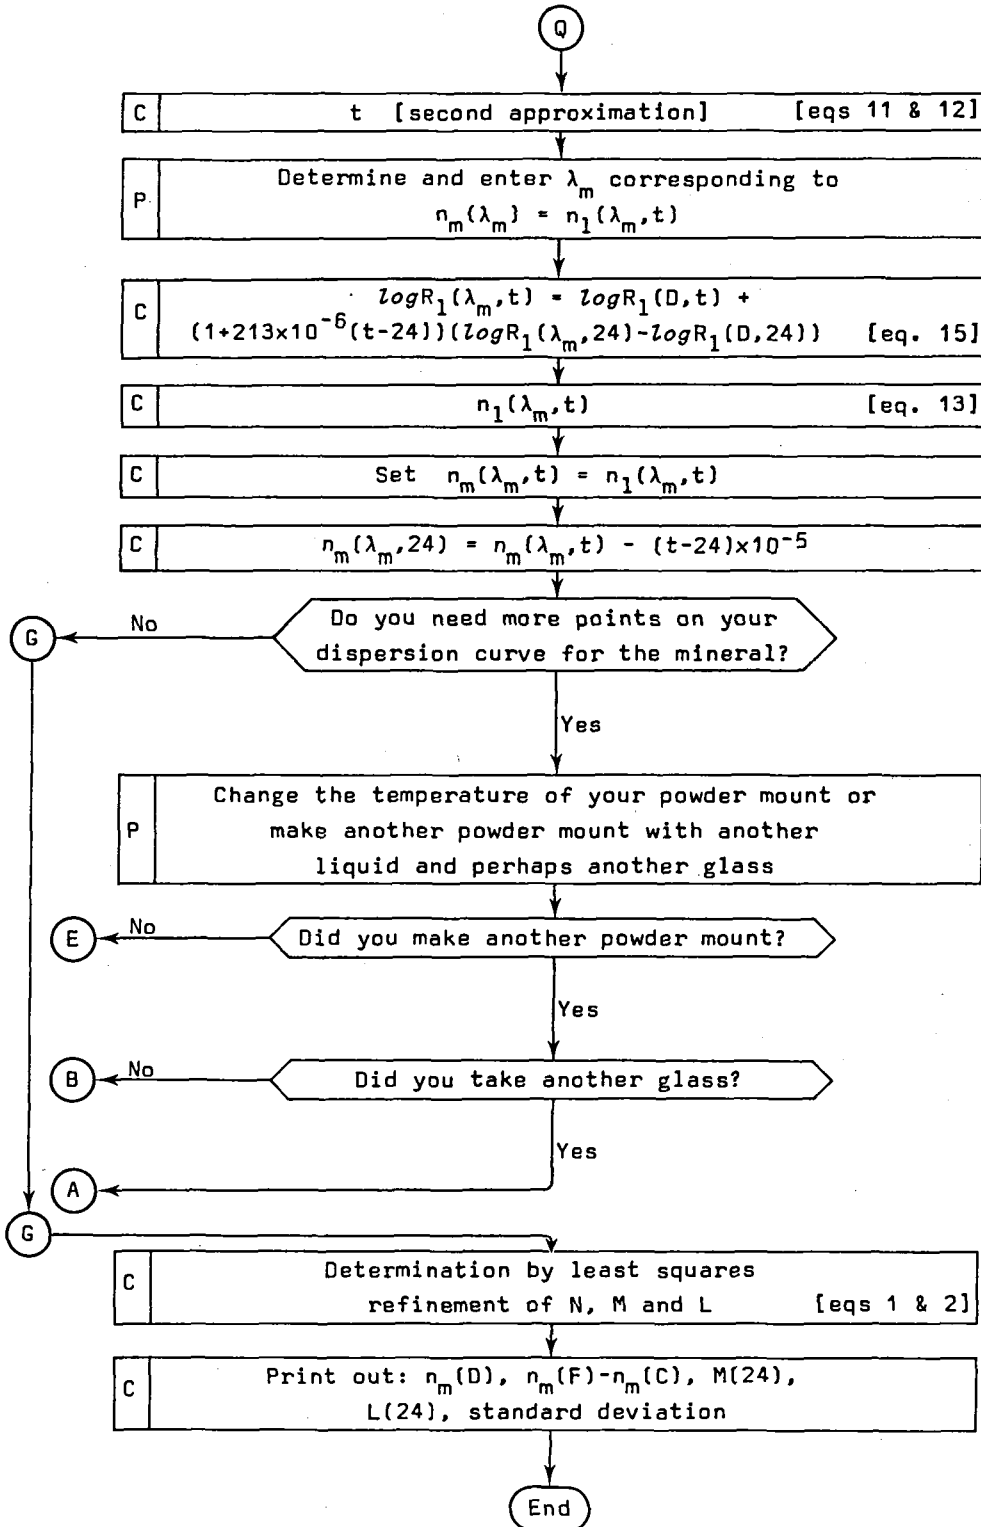 Q
C t [second approximation] [eqs 11 & 12]
Determine and enter λm corresponding to
P
nm(λm} = n1(λm,t)
logR1(λm,t) = logR1(D,t) +
C
(1+213x10^-6(t-24))(logR1(λm,24)-logR1(D,24)) [eq. 15]
C n1(λm,t) [eq. 13]
C Set nm(λm,t) = n1(λm,t)
C nm(λm,24) = nm(λm,t) - (t-24)x10^-5
Do you need more points on your
G No
dispersion curve for the mineral?
Yes
Change the temperature of your powder mount or
P make another powder mount with another
liquid and perhaps another glass
E No Did you make another powder mount?
Yes
B No Did you take another glass?
Yes
A
G
C Determination by least squares
refinement of N, M and L [eqs 1 & 2]
Print out: nm(D), nm(F)-nm(C), M(24),
C
L(24), standard deviation
End